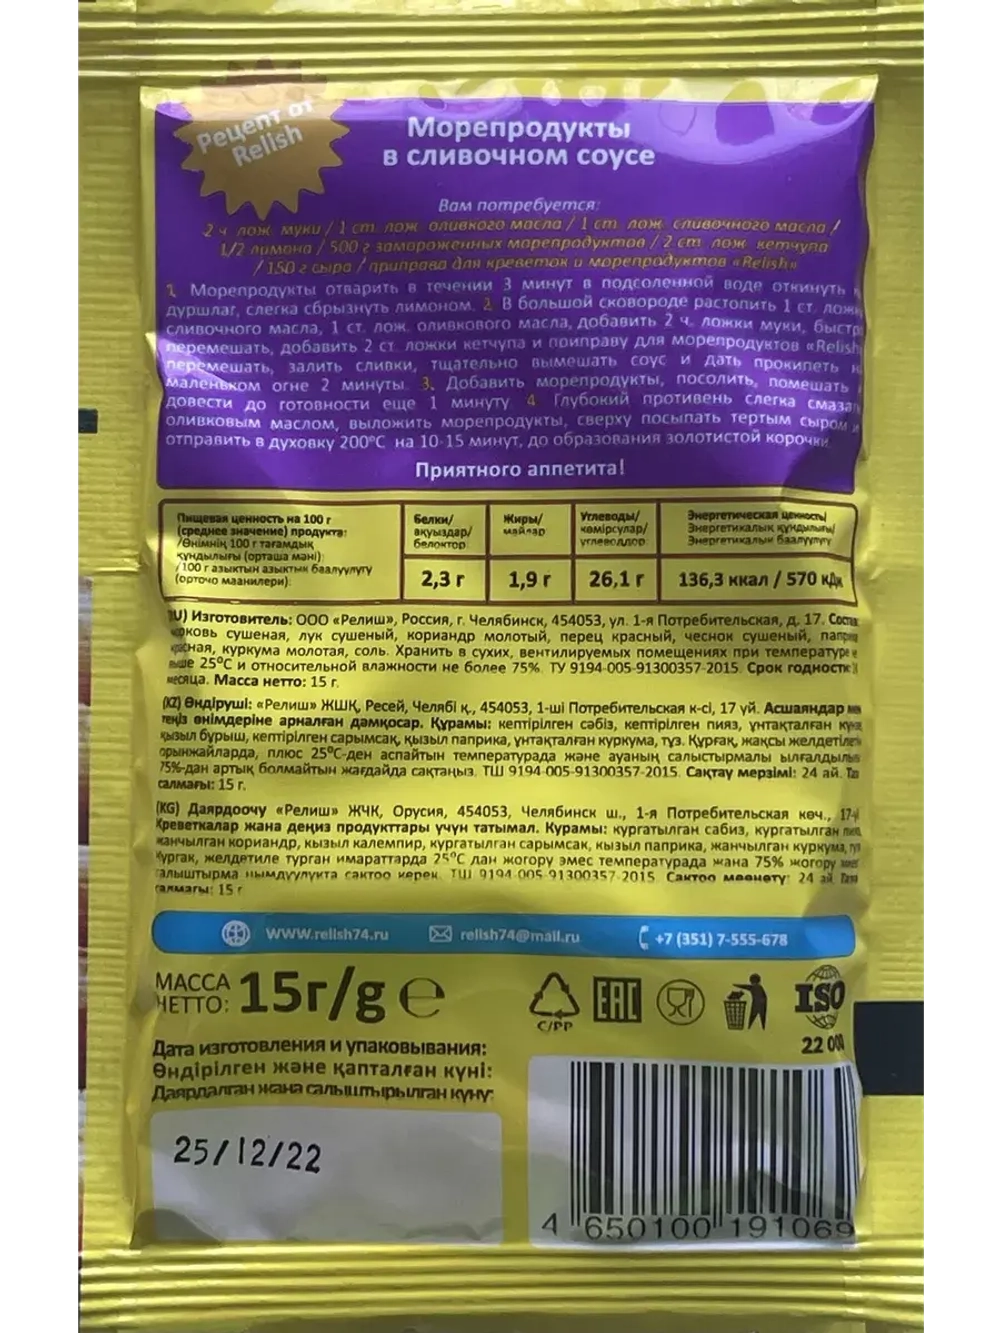 Рецепт от
Relish
Морепродукты
в сливочном соусе
Вам потребуется:
2 ч. лож. муки / 1 ст. лож. оливкого масла / 1 ст. лож. сливочного масла /
1/2 лимона / 500 г замороженных морепродуктов / 2 ст. лож. кетчупа
/ 150 г сыра / приправа для креветок и морепродуктов «Relish»
1. Морепродукты отварить в течении 3 минут в подсоленной воде откинуть
дуршлаг, слегка сбрызнуть лимоном. 2. В большой сковороде растопить 1 ст. лож
сливочного масла, 1 ст. лож. оливкового масла, добавить 2 ч. ложки муки, быстр
перемешать, добавить 2 ст. ложки кетчупа и приправу для морепродуктов «Relish
перемешать, залить сливки, тщательно вымешать соус и дать прокипеть н
маленьком огне 2 минуты. 3. Добавить морепродукты, посолить, помешать
довести до готовности еще 1 минуту. 4. Глубокий противень слегка смаза
оливковым маслом, выложить морепродукты, сверху посыпать тертым сыром и
отправить в духовку 200°С на 10-15 минут, до образования золотистой корочки.
Приятного аппетита!
Пищевая ценность на 100 г
(среднее значение) продукта:
/Өнімнің 100 г тағамдық
құндылығы (орташа мәні):
/100 г азыктын азыктык баалуулугу
(орточо маанилери):
Белки/
ақуыздар/
белоктор
Жиры/
майлар
Углеводы/
көмірсулар/
углеводдор
Энергетическая ценность/
Энергетикалық құндылығы/
Энергетикалык баалуулугу
2,3 г
1,9 г
26,1 г
136,3 ккал / 570 кДж
RU) Изготовитель: ООО «Релиш», Россия, г. Челябинск, 454053, ул. 1-я Потребительская, д. 17. Состав
морковь сушеная, лук сушеный, кориандр молотый, перец красный, чеснок сушеный, паприка
красная, куркума молотая, соль. Хранить в сухих, вентилируемых помещениях при температуре не
выше 25°С и относительной влажности не более 75%. ТУ 9194-005-91300357-2015. Срок годности:
месяца. Масса нетто: 15 г.
(KZ) Өндіруші: «Релиш» ЖШҚ, Ресей, Челябі қ., 454053, 1-ші Потребительская к-сі, 17 үй. Асшаяндар мен
теңіз өнімдеріне арналған дәмқосар. Құрамы: кептірілген сәбіз, кептірілген пияз, ұнтақталған
қызыл бұрыш, кептірілген сарымсақ, қызыл паприка, ұнтақталған куркума, тұз. Құрғақ, жақсы желдетілетін
орынжайларда, плюс 25°С-ден аспайтын температурада және ауаның салыстырмалы ылғалдылығы
75%-дан артық болмайтын жағдайда сақтаңыз. ТШ 9194-005-91300357-2015. Сақтау мерзімі: 24 ай. Таза
салмағы: 15 г.
(KG) Даярдоочу «Релиш» ЖЧК, Орусия, 454053, Челябинск ш., 1-я Потребительская көч., 17-ү
Креветкалар жана деңиз продукттары үчүн татымал. Курамы: кургатылган сабиз, кургатылган пияз,
жанчылган кориандр, кызыл калемпир, кургатылган сарымсак, кызыл паприка, жанчылган куркума, туз
Кургак, желдетиле турган имараттарда 25°С дан жогору эмес температурада жана 75% жогору эмес
салыштырма нымдуулукта сактоо керек. ТШ 9194-005-91300357-2015. Сактоо мөөнөтү: 24 ай. Таза
салмагы: 15 г
www.relish74.ru relish74@mail.ru +7 (351) 7-555-678
МАССА
НЕТТО: 15г/g ℮
C/PP
EAC
ISO
22 000
Дата изготовления и упаковывания:
Өндірілген және қапталған күні:
Даярдалган жана салыштырылган күнү:
25/12/22
4 650100 191069